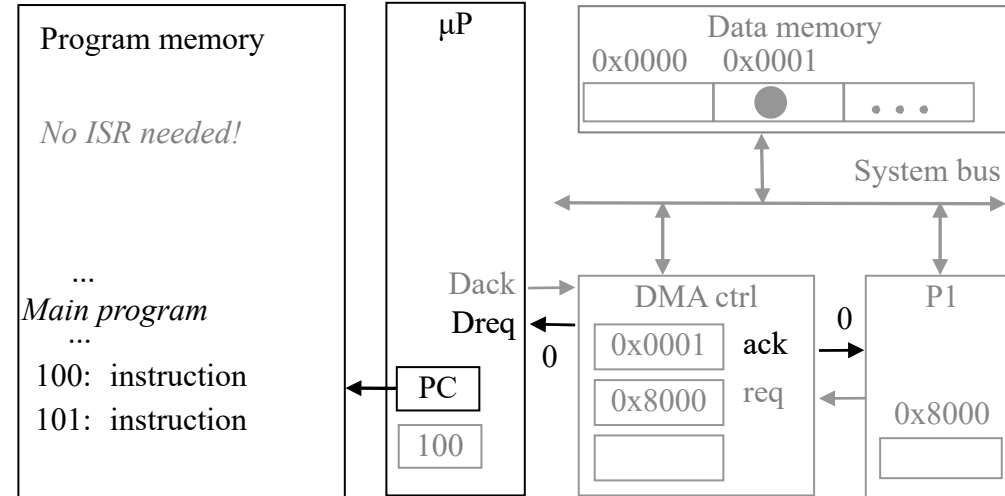 Program memory
No ISR needed!
...
Main program
...
100: instruction
101: instruction
μP
Dack
Dreq
0
PC
100
Data memory
0x0000 0x0001
...
System bus
DMA ctrl
0x0001 ack
0x8000 req
0
P1
0x8000